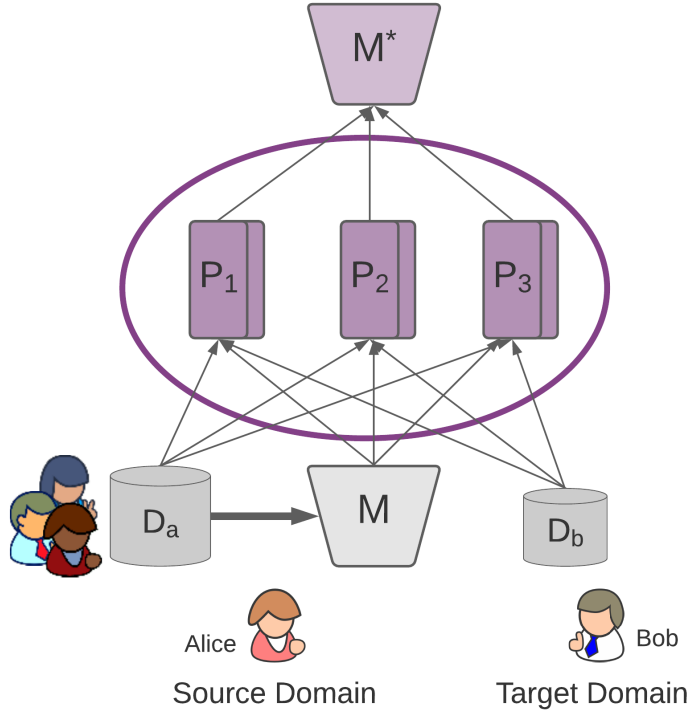 M*
P1 P2 P3
Da M Db
Alice Bob
Source Domain Target Domain